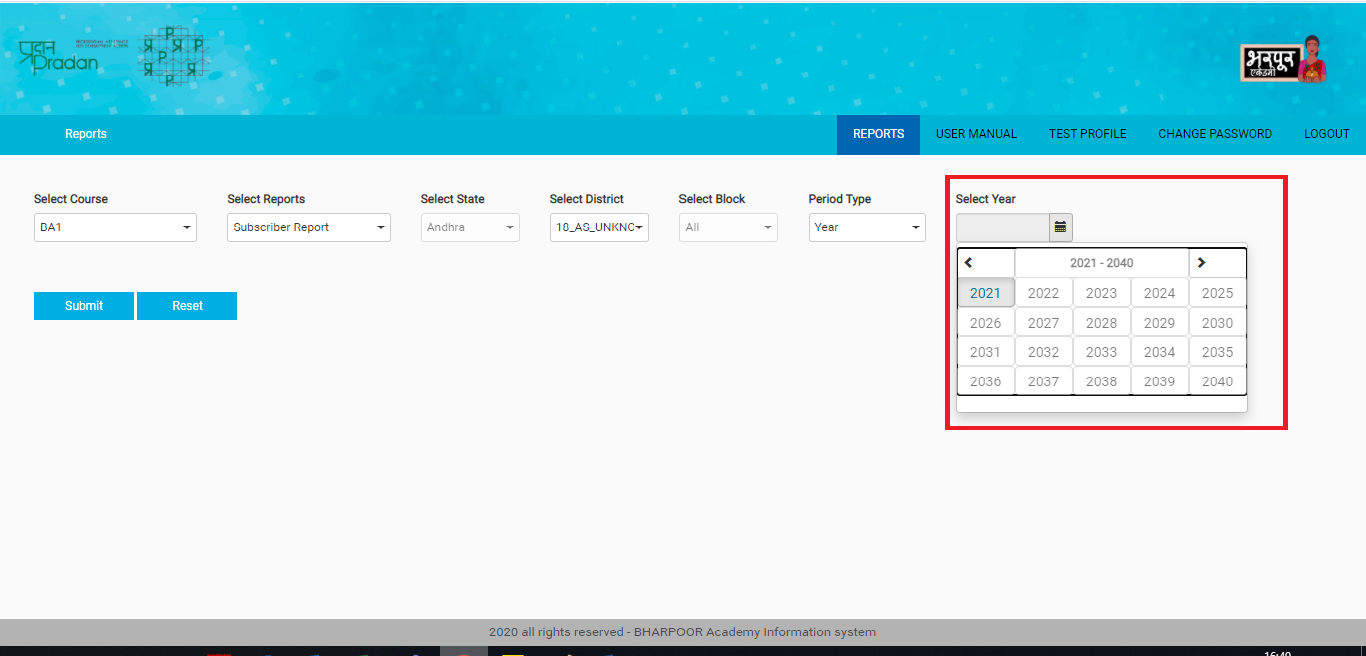 प्रदान
Pradan
PROFESSIONAL ASSISTANCE
FOR DEVELOPMENT ACTION
भरपूर
एकेडमी
Reports
REPORTS USER MANUAL TEST PROFILE CHANGE PASSWORD LOGOUT
Select Course Select Reports Select State Select District Select Block Period Type Select Year
BA1 Subscriber Report Andhra 18_AS_UNKNC All Year
2021 - 2040
2021 2022 2023 2024 2025
Submit Reset
2026 2027 2028 2029 2030
2031 2032 2033 2034 2035
2036 2037 2038 2039 2040
2020 all rights reserved - BHARPOOR Academy Information system
16:40